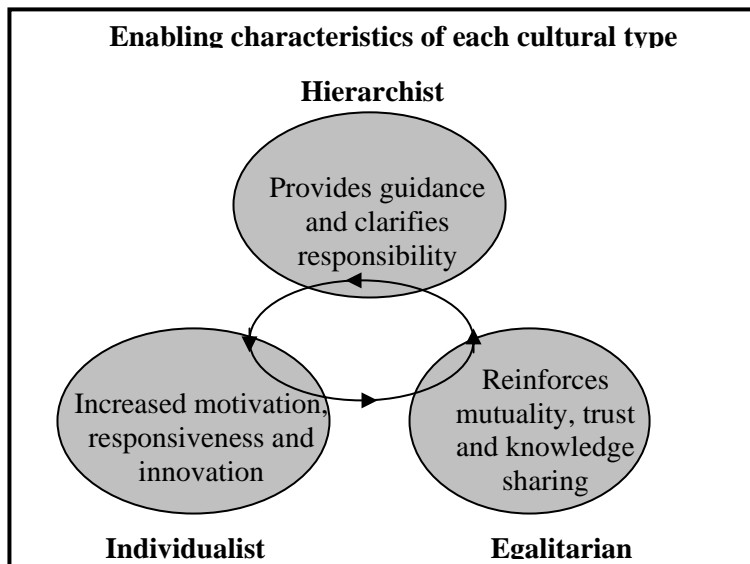 Enabling characteristics of each cultural type
Hierarchist
Provides guidance
and clarifies
responsibility
Increased motivation,
responsiveness and
innovation
Reinforces
mutuality, trust
and knowledge
sharing
Individualist
Egalitarian